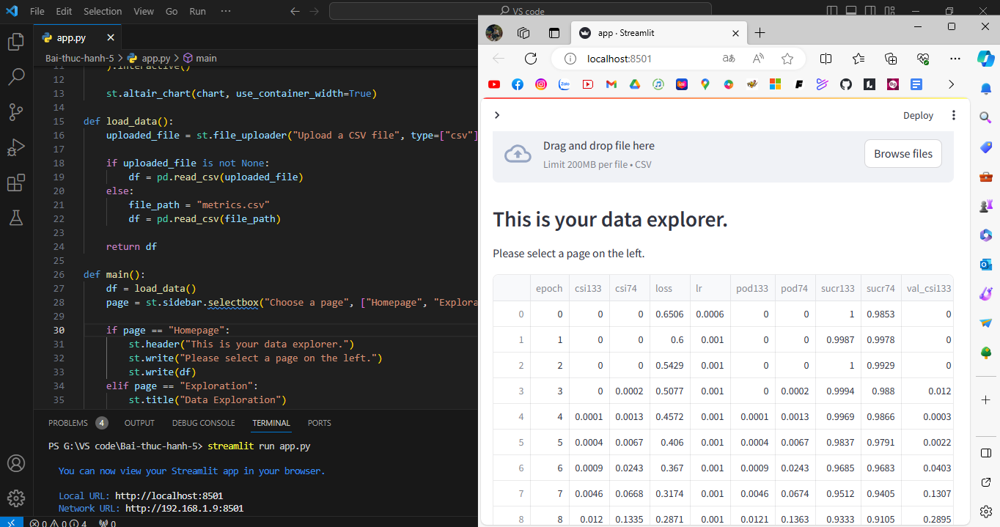 File Edit Selection View Go Run ··· VS code
app.py
Bai-thuc-hanh-5 > app.py > main
11 ).interactive()
12
13 st.altair_chart(chart, use_container_width=True)
14
15 def load_data():
16 uploaded_file = st.file_uploader("Upload a CSV file", type=["csv"]
17
18 if uploaded_file is not None:
19 df = pd.read_csv(uploaded_file)
20 else:
21 file_path = "metrics.csv"
22 df = pd.read_csv(file_path)
23
24 return df
25
26 def main():
27 df = load_data()
28 page = st.sidebar.selectbox("Choose a page", ["Homepage", "Explora
29
30 if page == "Homepage":
31 st.header("This is your data explorer.")
32 st.write("Please select a page on the left.")
33 st.write(df)
34 elif page == "Exploration":
35 st.title("Data Exploration")
PROBLEMS 4 OUTPUT DEBUG CONSOLE TERMINAL PORTS
PS G:\VS code\Bai-thuc-hanh-5> streamlit run app.py
You can now view your Streamlit app in your browser.
Local URL: http://localhost:8501
Network URL: http://192.168.1.9:8501
0 0 4 0
app · Streamlit
localhost:8501
Deploy
Drag and drop file here
Limit 200MB per file • CSV
Browse files
This is your data explorer.
Please select a page on the left.
epoch csi133 csi74 loss lr pod133 pod74 sucr133 sucr74 val_csi133
0 0 0 0 0.6506 0.0006 0 0 1 0.9853 0
1 1 0 0 0.6 0.001 0 0 0.9987 0.9978 0
2 2 0 0 0.5429 0.001 0 0 1 0.9929 0
3 3 0 0.0002 0.5077 0.001 0 0.0002 0.9994 0.988 0.012
4 4 0.0001 0.0013 0.4572 0.001 0.0001 0.0013 0.9969 0.9866 0.0003
5 5 0.0004 0.0067 0.406 0.001 0.0004 0.0067 0.9837 0.9791 0.0022
6 6 0.0009 0.0243 0.367 0.001 0.0009 0.0243 0.9685 0.9683 0.0403
7 7 0.0046 0.0668 0.3174 0.001 0.0046 0.0674 0.9512 0.9405 0.1307
8 8 0.012 0.1335 0.2871 0.001 0.0121 0.1363 0.9333 0.9105 0.2895